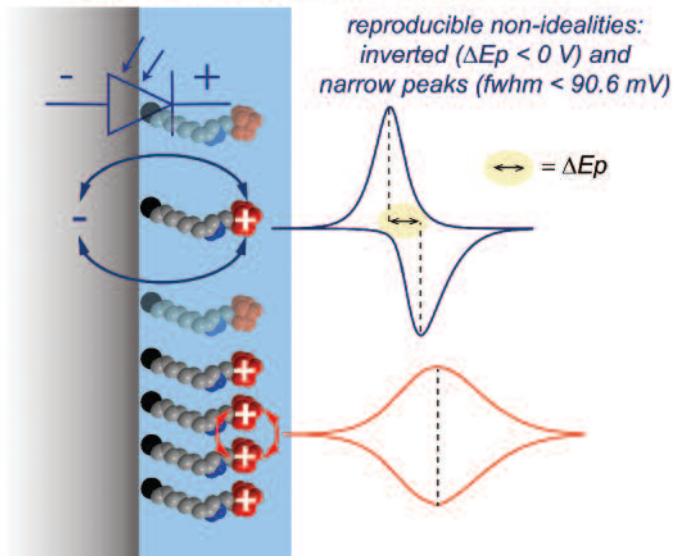 reproducible non-idealities:
inverted (ΔEp < 0 V) and
narrow peaks (fwhm < 90.6 mV)
- +
= ΔEp
- +
+
+
+
+